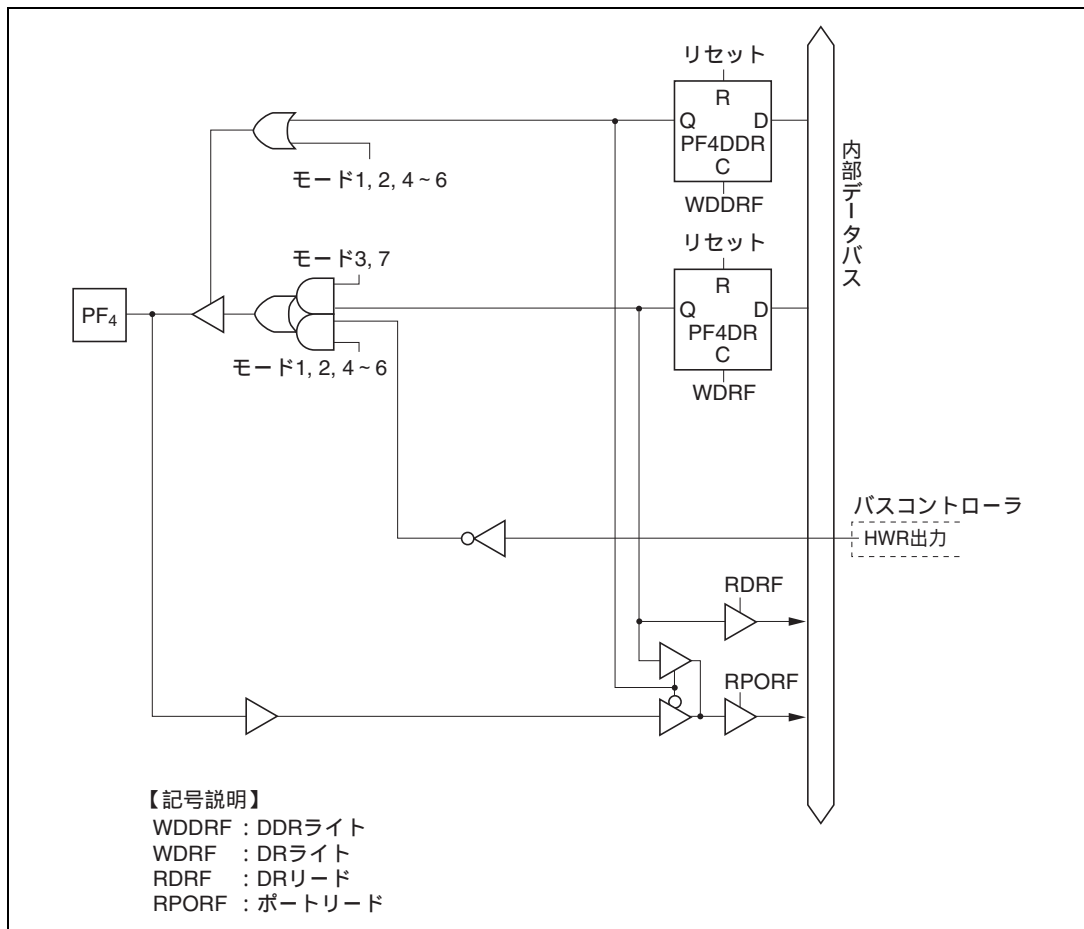 リセット
R
Q D
PF4DDR
C
WDDRF
モード1, 2, 4~6
内部データバス
リセット
モード3, 7
R
Q D
PF4DR
C
WDRF
PF4
モード1, 2, 4~6
バスコントローラ
HWR出力
RDRF
RPORF
【記号説明】
WDDRF : DDRライト
WDRF : DRライト
RDRF : DRリード
RPORF : ポートリード